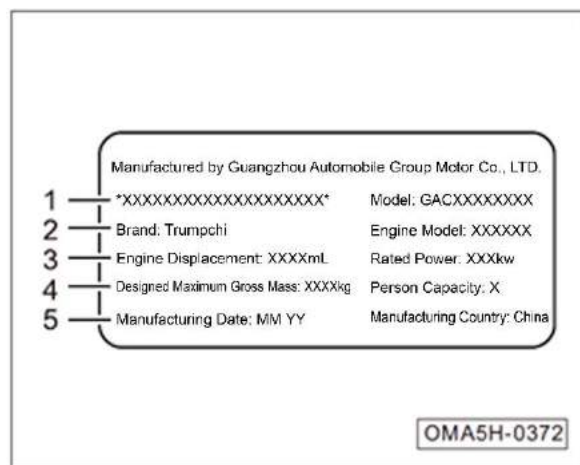 Manufactured by Guangzhou Automobile Group Motor Co., LTD.
1 *XXXXXXXXXXXXXXXXXXXX* Model: GACXXXXXXXX
2 Brand: Trumpchi Engine Model: XXXXXX
3 Engine Displacement: XXXXmL Rated Power: XXXkw
4 Designed Maximum Gross Mass: XXXXkg Person Capacity: X
5 Manufacturing Date: MM YY Manufacturing Country: China
OMA5H-0372